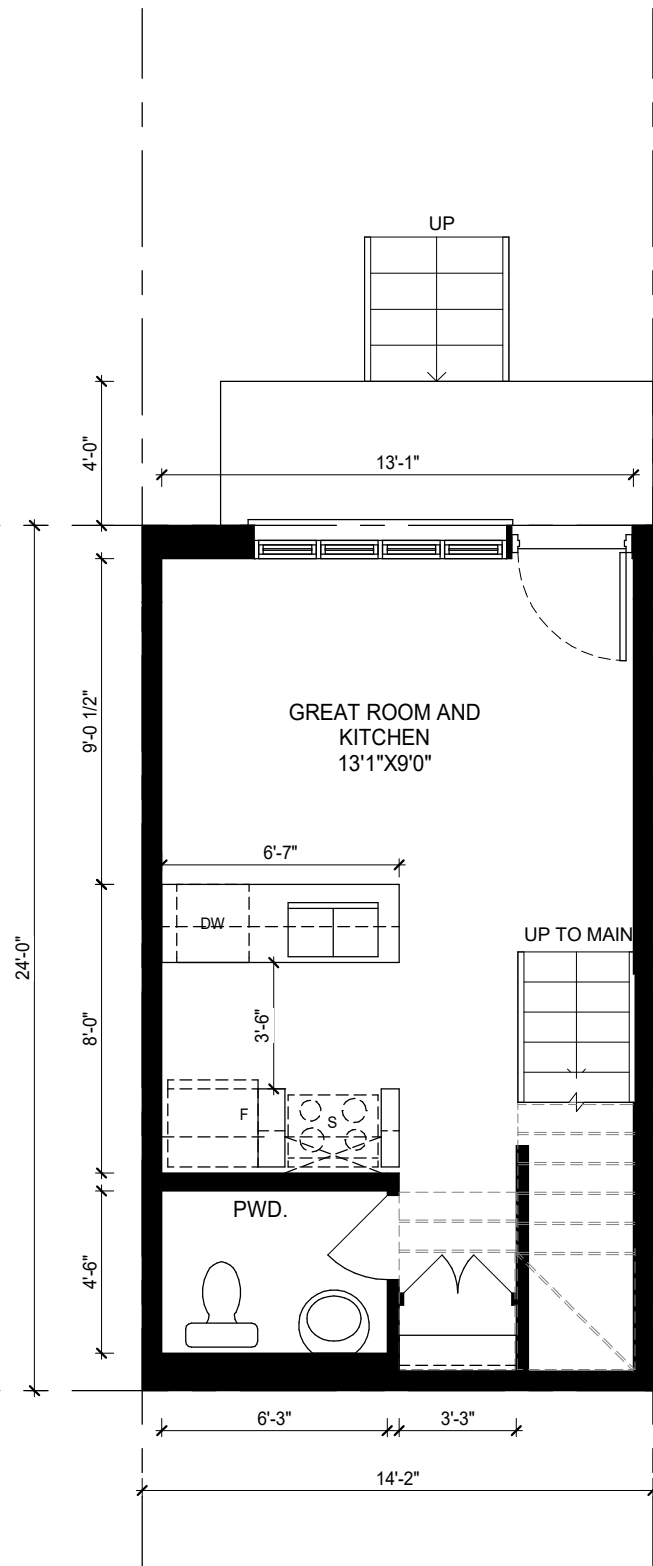 UP
4'-0"
13'-1"
9'-0 1/2"
GREAT ROOM AND
KITCHEN
13'1"X9'0"
6'-7"
DW
UP TO MAIN
24'-0"
8'-0"
3'-6"
F
S
PWD.
4'-6"
6'-3"
3'-3"
14'-2"